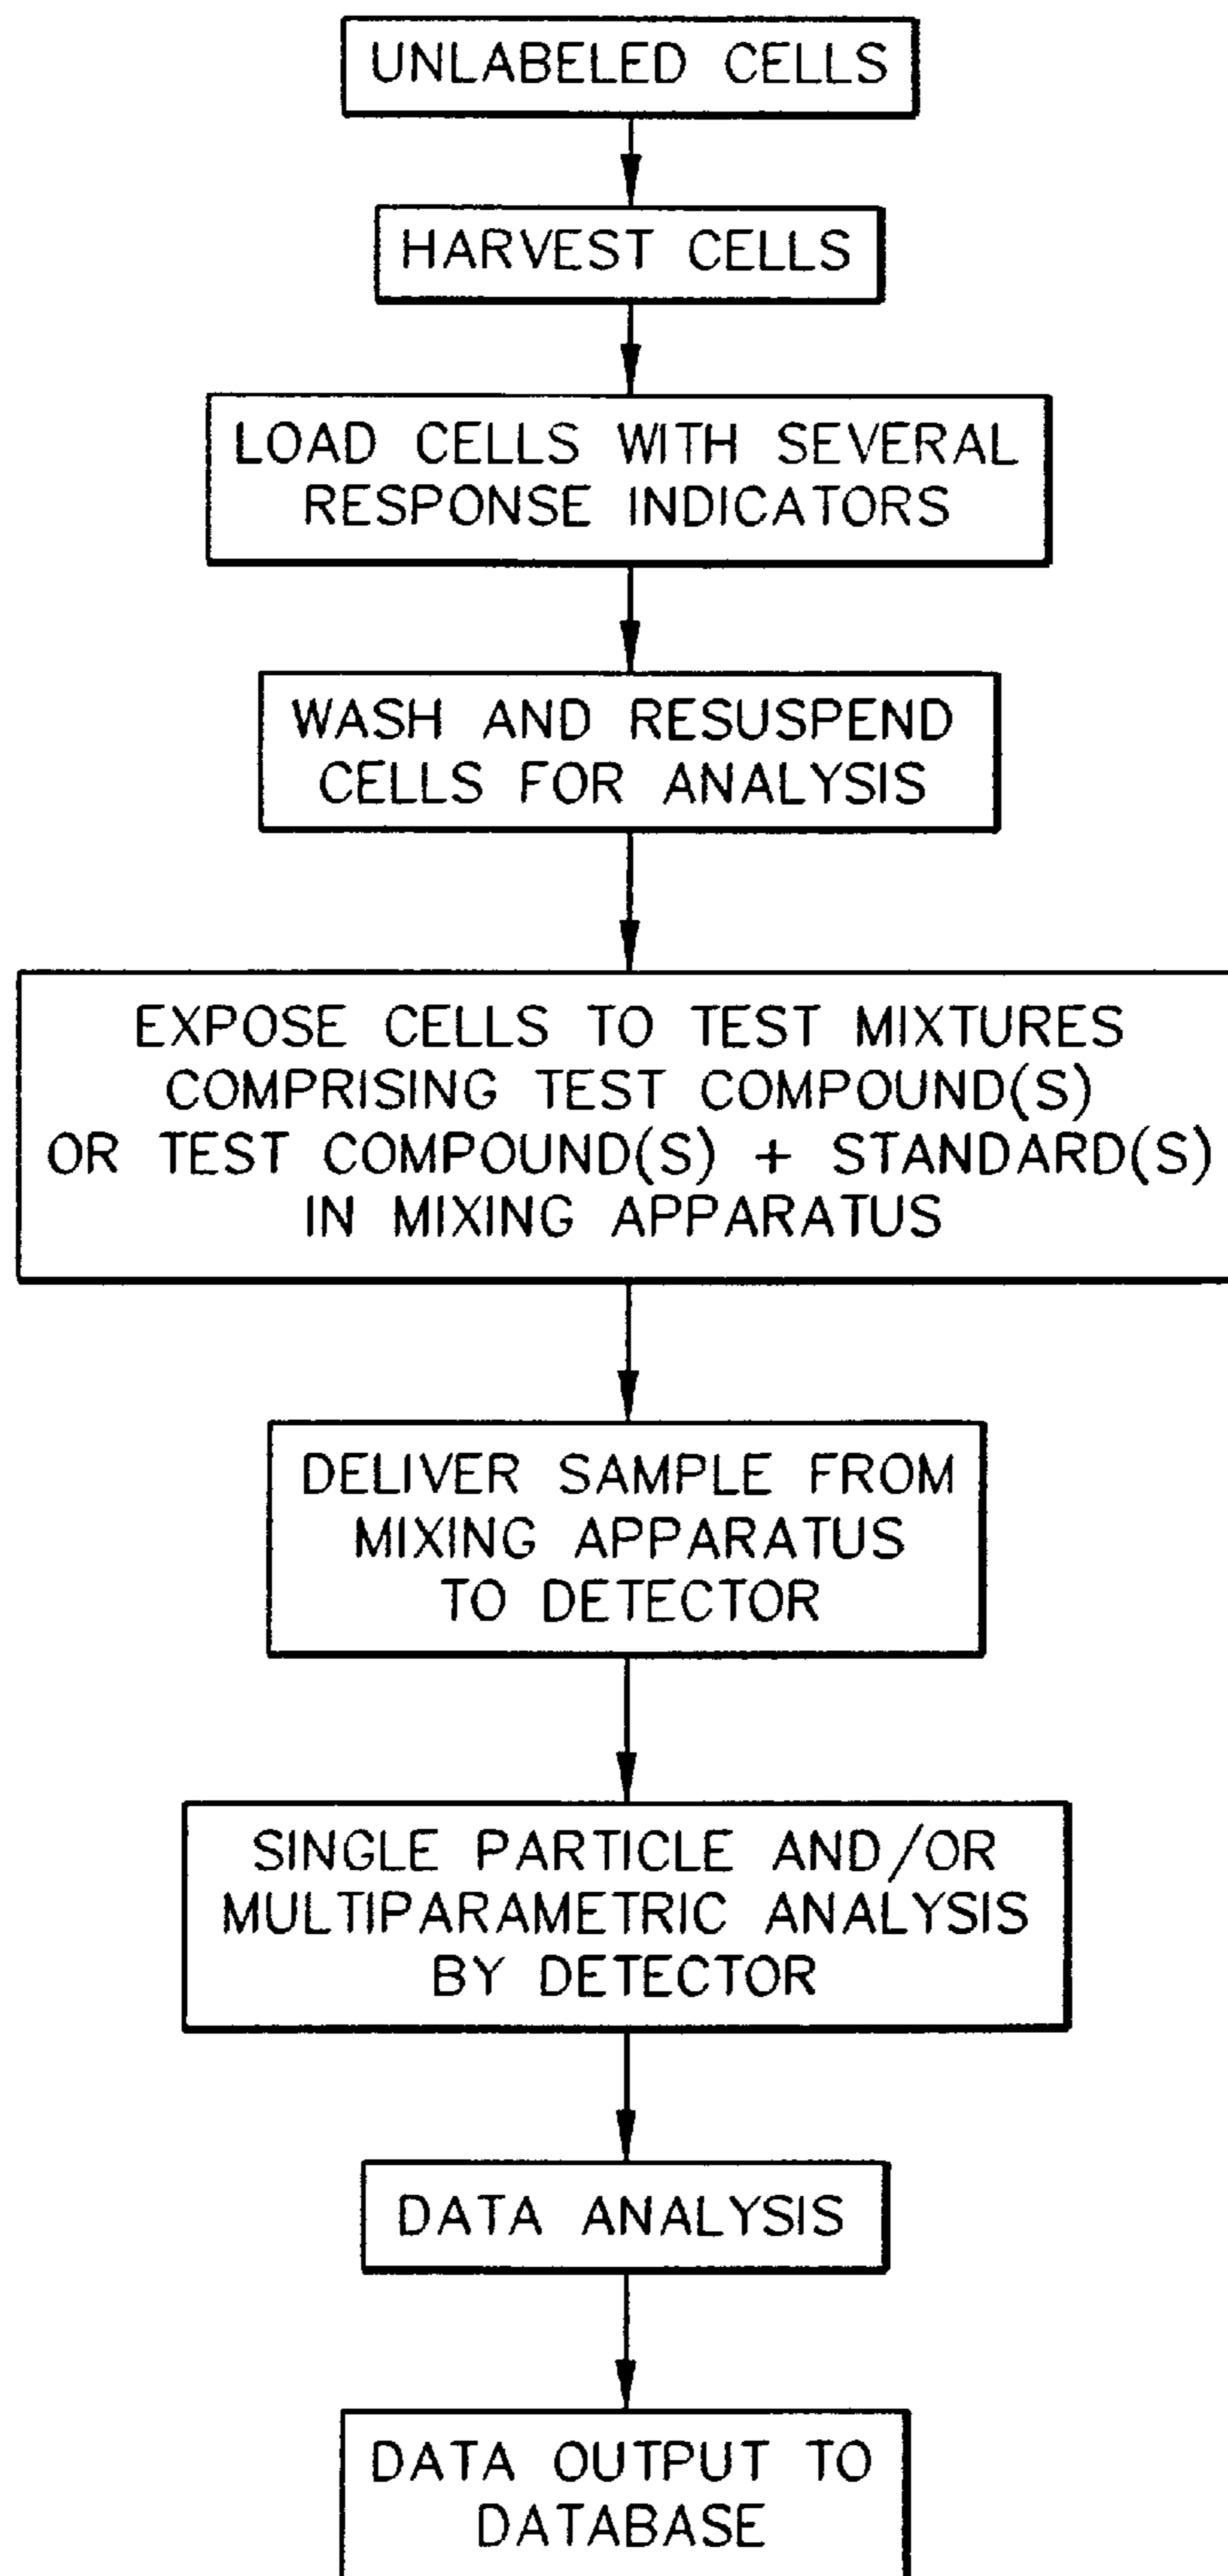 UNLABELED CELLS
HARVEST CELLS
LOAD CELLS WITH SEVERAL
RESPONSE INDICATORS
WASH AND RESUSPEND
CELLS FOR ANALYSIS
EXPOSE CELLS TO TEST MIXTURES
COMPRISING TEST COMPOUND(S)
OR TEST COMPOUND(S) + STANDARD(S)
IN MIXING APPARATUS
DELIVER SAMPLE FROM
MIXING APPARATUS
TO DETECTOR
SINGLE PARTICLE AND/OR
MULTIPARAMETRIC ANALYSIS
BY DETECTOR
DATA ANALYSIS
DATA OUTPUT TO
DATABASE